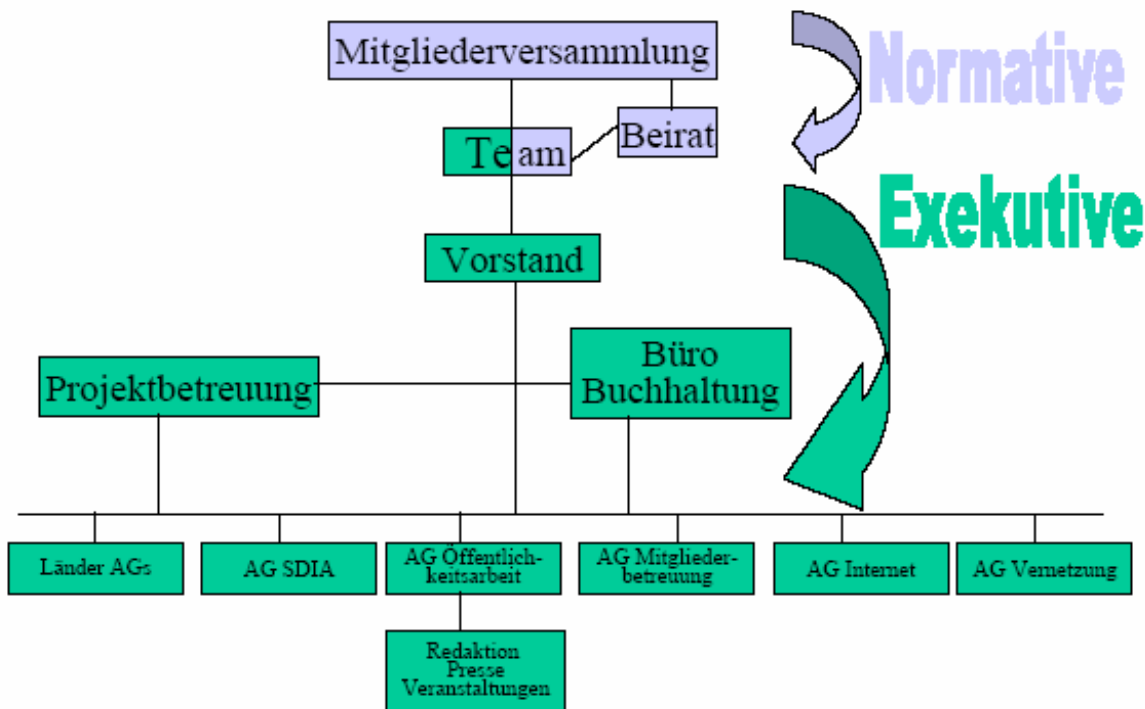 Mitgliederversammlung
Normative
Team
Beirat
Exekutive
Vorstand
Projektbetreuung
Büro
Buchhaltung
Länder AGs
AG SDIA
AG Öffentlich-
keitsarbeit
AG Mitglieder-
betreuung
AG Internet
AG Vernetzung
Redaktion
Presse
Veranstaltungen